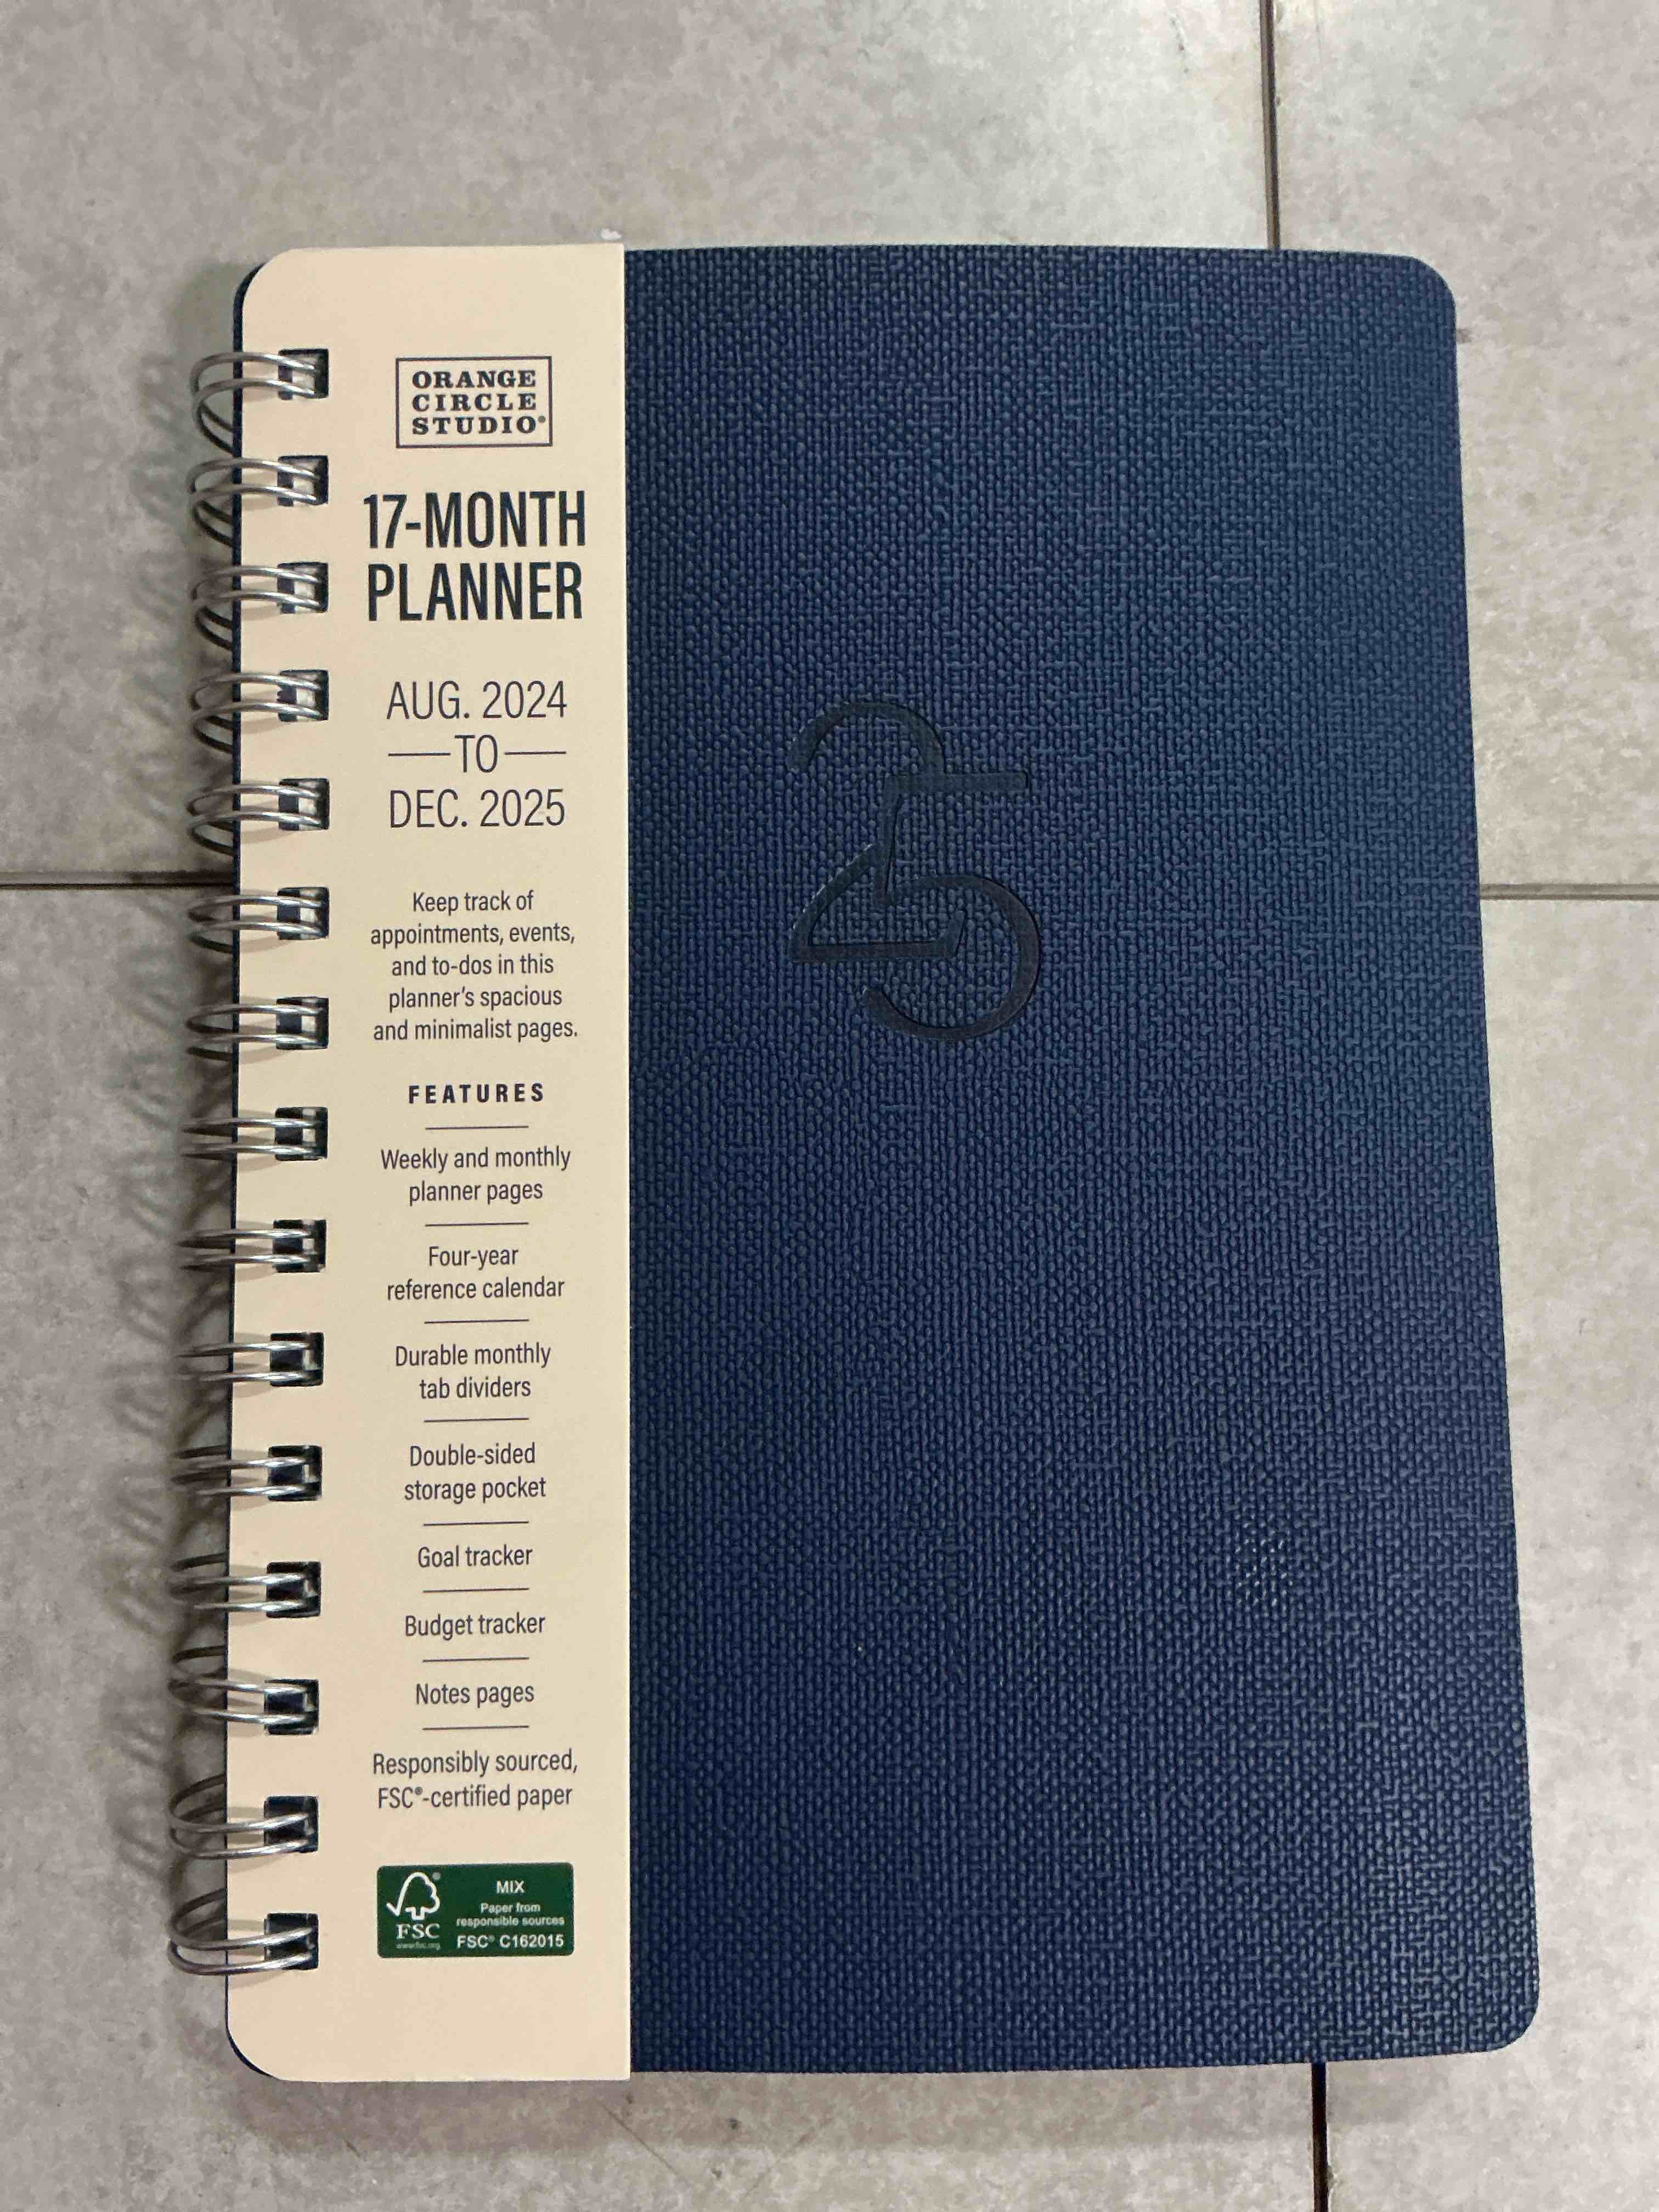 ORANGE
CIRCLE
STUDIO®
17-MONTH
PLANNER
AUG. 2024
TO
DEC. 2025
Keep track of
appointments, events,
and to-dos in this
planner's spacious
and minimalist pages.
FEATURES
Weekly and monthly
planner pages
Four-year
reference calendar
Durable monthly
tab dividers
Double-sided
storage pocket
Goal tracker
Budget tracker
Notes pages
Responsibly sourced,
FSC®-certified paper
FSC
www.fsc.org
MIX
Paper from
responsible sources
FSC® C162015
25